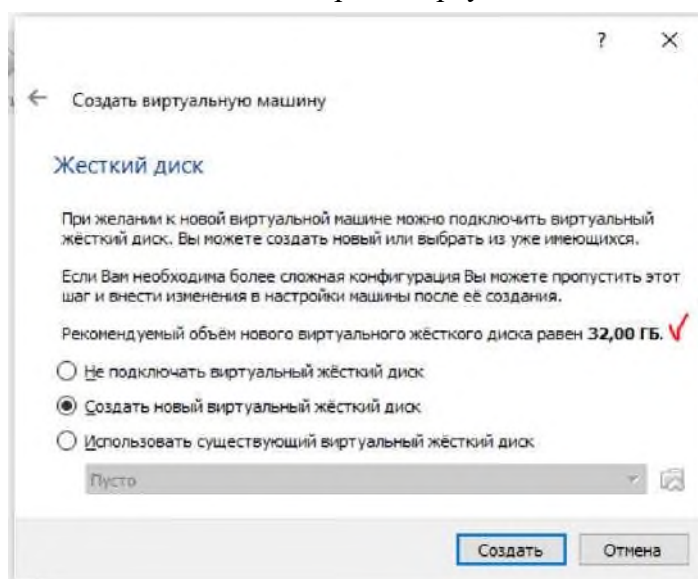 ?
Создать виртуальную машину
Жесткий диск
При желании к новой виртуальной машине можно подключить виртуальный
жёсткий диск. Вы можете создать новый или выбрать из уже имеющихся.
Если Вам необходима более сложная конфигурация Вы можете пропустить этот
шаг и внести изменения в настройки машины после её создания.
Рекомендуемый объём нового виртуального жёсткого диска равен 32,00 ГБ.
Не подключать виртуальный жёсткий диск
Создать новый виртуальный жёсткий диск
Использовать существующий виртуальный жёсткий диск
Пусто
Создать Отмена